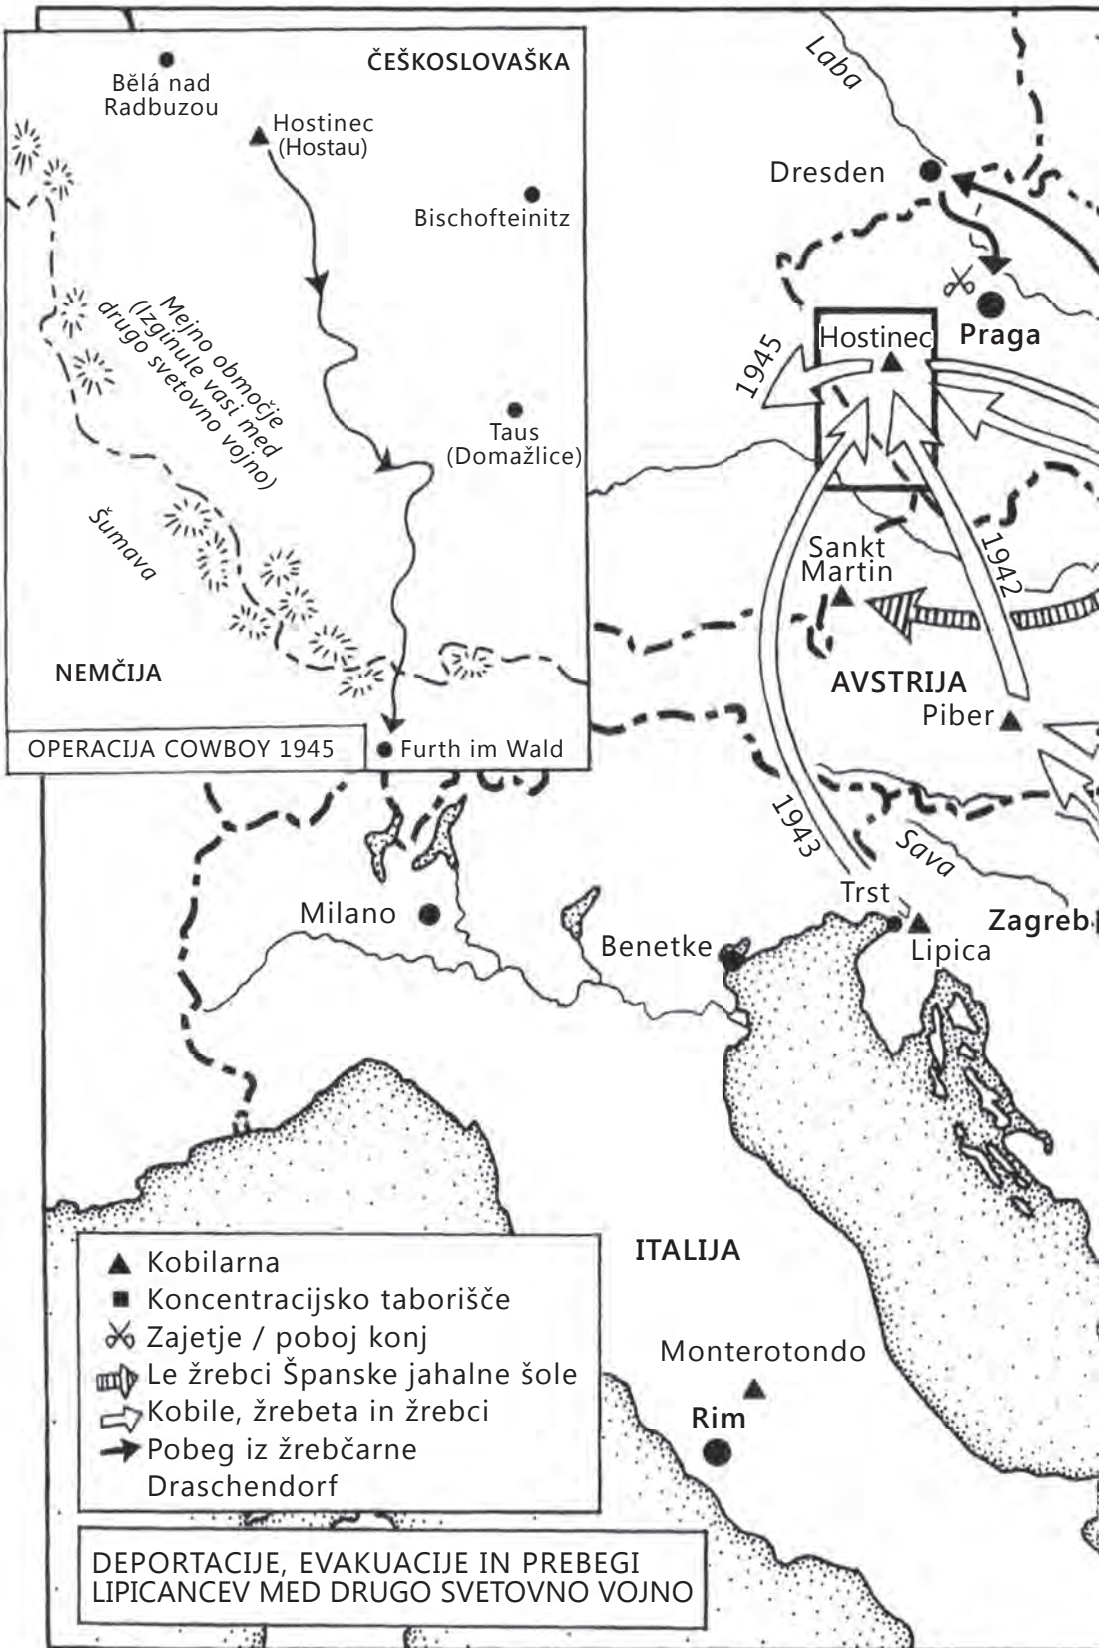 ČEŠKOSLOVAŠKA
Bělá nad
Radbuzou
Hostinec
(Hostau)
Bischofteinitz
Mejno območje
(Izginule vasi med
drugo svetovno vojno)
Taus
(Domažlice)
Šumava
NEMČIJA
OPERACIJA COWBOY 1945
Furth im Wald
Laba
Dresden
Praga
Hostinec
1945
1942
Sankt
Martin
AVSTRIJA
Piber
1943
Sava
Trst
Zagreb
Lipica
Milano
Benetke
ITALIJA
Monterotondo
Rim
Kobilarna
Koncentracijsko taborišče
Zajetje / poboj konj
Le žrebci Španske jahalne šole
Kobile, žrebeta in žrebci
Pobeg iz žrebčarne
Draschendorf
DEPORTACIJE, EVAKUACIJE IN PREBEGI
LIPICANCEV MED DRUGO SVETOVNO VOJNO